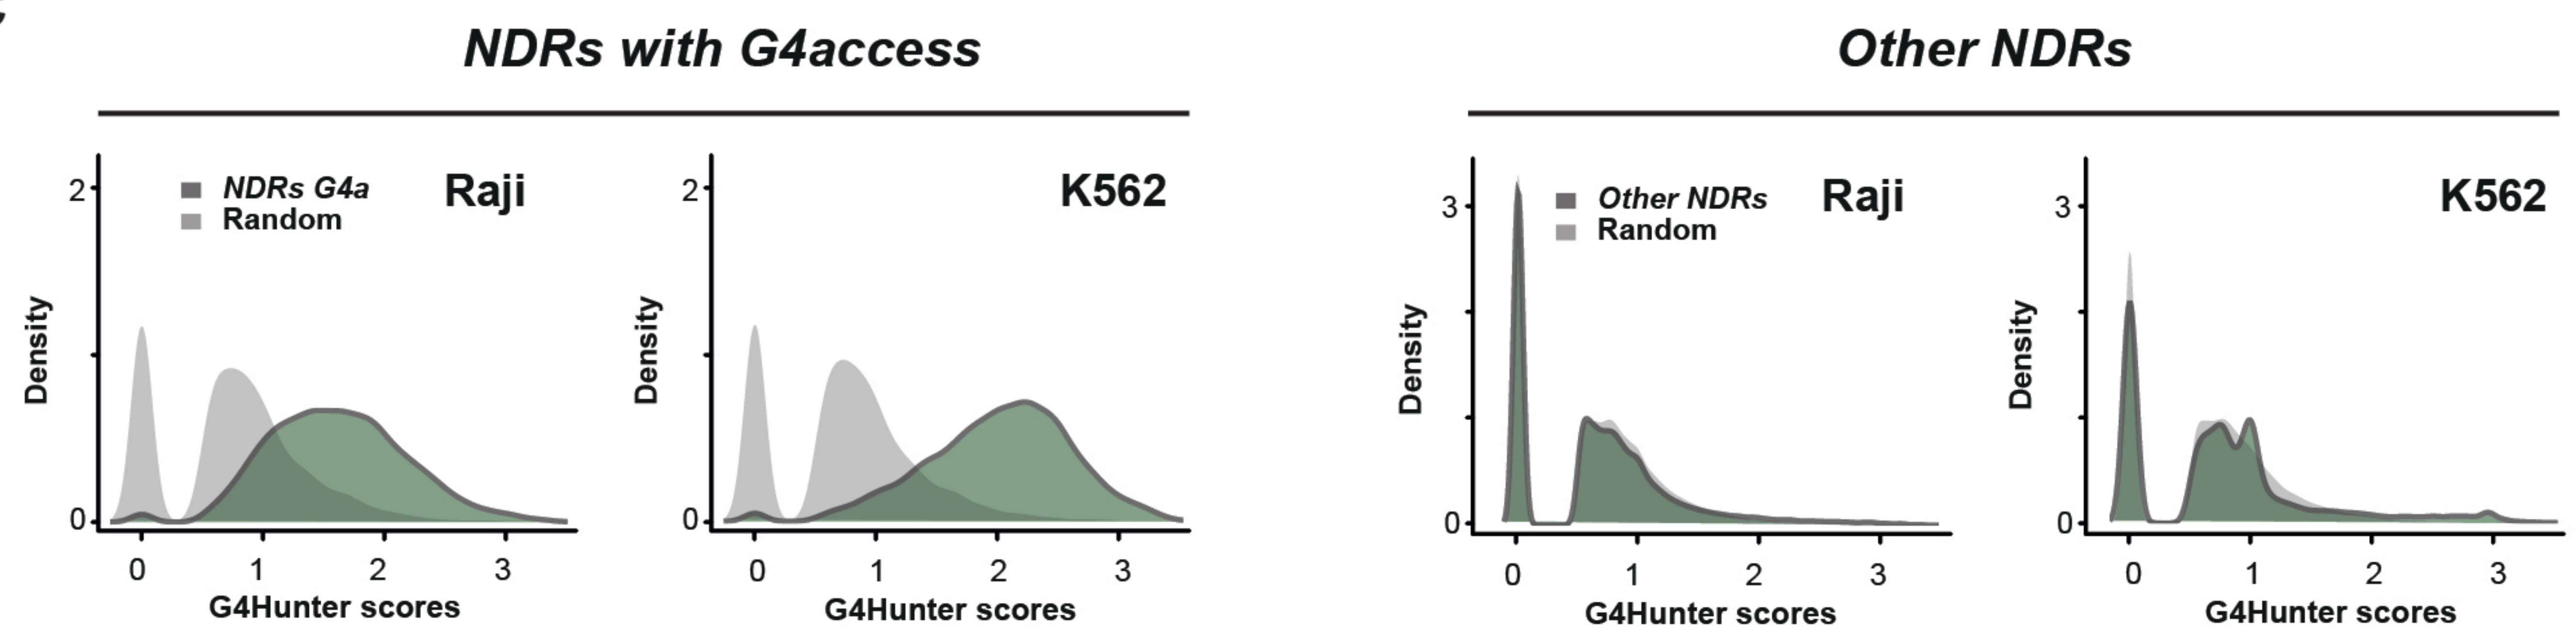 NDRs with G4access
Other NDRs
Raji
NDRs G4a
Random
2
0
Density
0 1 2 3
G4Hunter scores
K562
2
0
Density
0 1 2 3
G4Hunter scores
Raji
Other NDRs
Random
3
0
Density
0 1 2 3
G4Hunter scores
K562
3
0
Density
0 1 2 3
G4Hunter scores